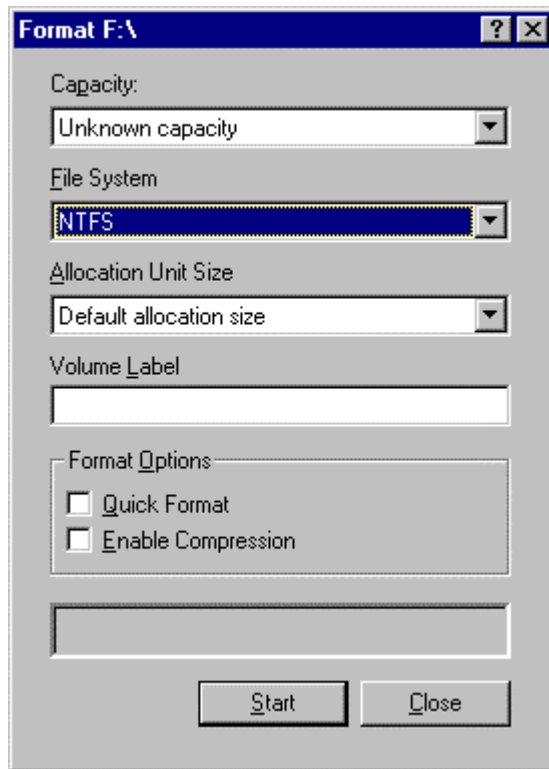 Format F:\
Capacity:
Unknown capacity
File System
NTFS
Allocation Unit Size
Default allocation size
Volume Label
Format Options
Quick Format
Enable Compression
Start
Close